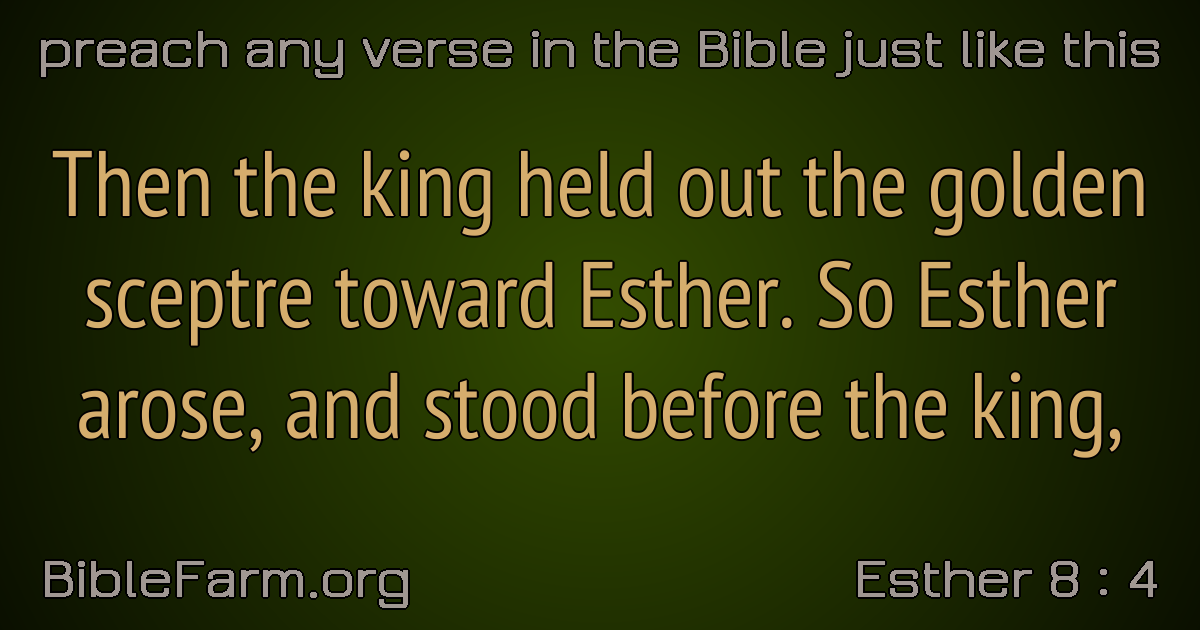 preach any verse in the Bible just like this
Then the king held out the golden
sceptre toward Esther. So Esther
arose, and stood before the king,
BibleFarm.org
Esther 8 : 4